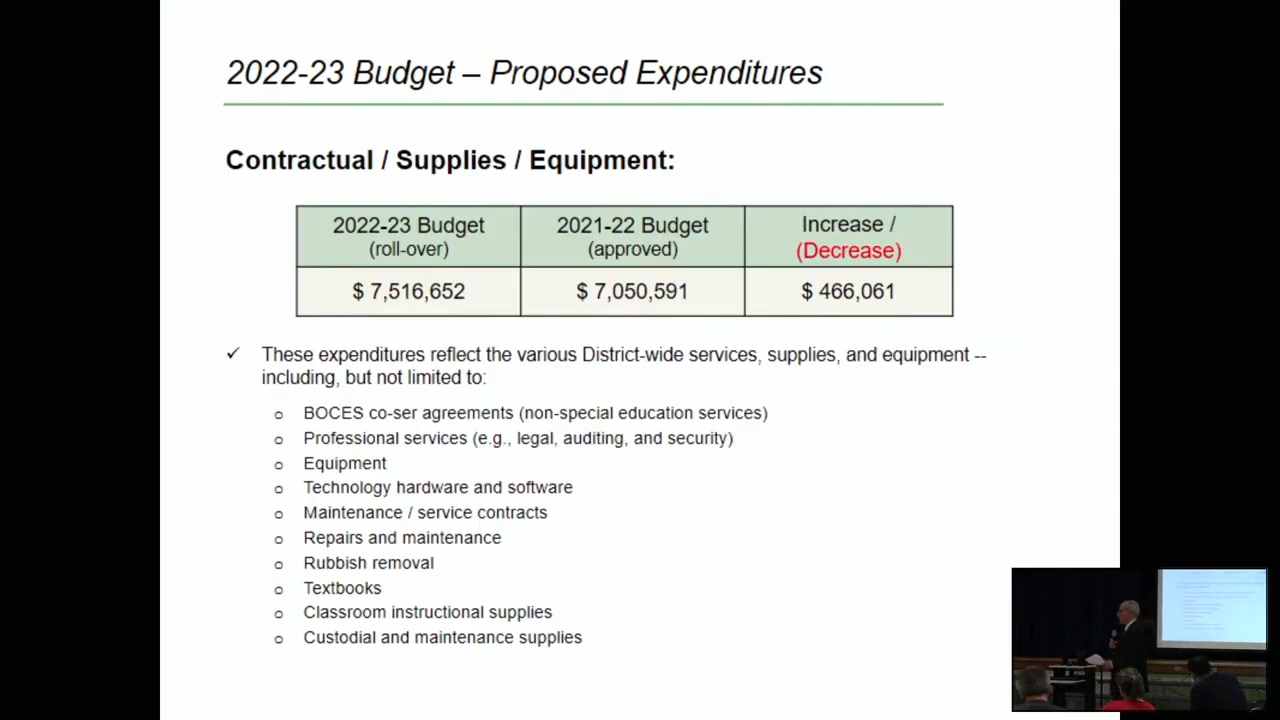 2022-23 Budget – Proposed Expenditures
Contractual / Supplies / Equipment:
2022-23 Budget
(roll-over)
2021-22 Budget
(approved)
Increase /
(Decrease)
$ 7,516,652
$ 7,050,591
$ 466,061
✓ These expenditures reflect the various District-wide services, supplies, and equipment --
including, but not limited to:
o BOCES co-ser agreements (non-special education services)
o Professional services (e.g., legal, auditing, and security)
o Equipment
o Technology hardware and software
o Maintenance / service contracts
o Repairs and maintenance
o Rubbish removal
o Textbooks
o Classroom instructional supplies
o Custodial and maintenance supplies